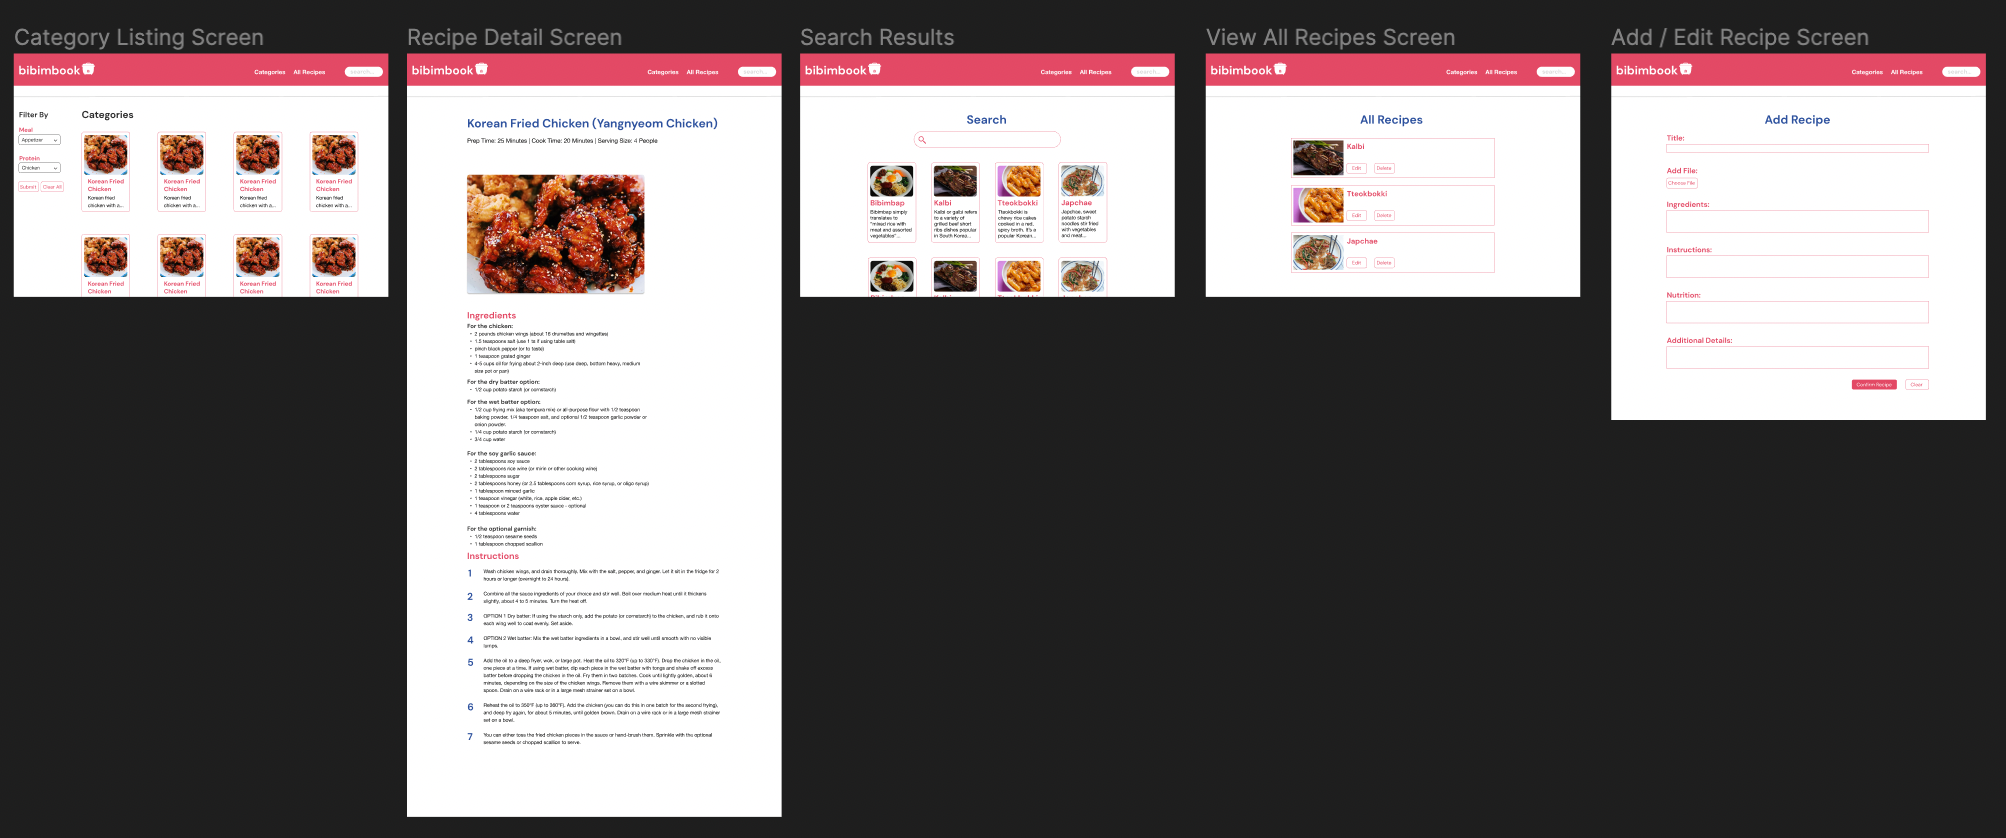 Category Listing Screen
bibimbook
Categories All Recipes search...
Filter By
Meal
Appetizer
Protein
Chicken
Submit Clear All
Categories
Korean Fried Chicken
Korean fried chicken with a...
Korean Fried Chicken
Korean fried chicken with a...
Korean Fried Chicken
Korean fried chicken with a...
Korean Fried Chicken
Korean fried chicken with a...
Korean Fried Chicken
Korean Fried Chicken
Korean Fried Chicken
Korean Fried Chicken
Recipe Detail Screen
bibimbook
Categories All Recipes search...
Korean Fried Chicken (Yangnyeom Chicken)
Prep Time: 25 Minutes | Cook Time: 20 Minutes | Serving Size: 4 People
Ingredients
For the chicken:
• 2 pounds chicken wings (about 18 drumettes and wingettes)
• 1.5 teaspoons salt (use 1 ts if using table salt)
• pinch black pepper (or to taste)
• 1 teaspoon grated ginger
• 4-5 cups oil for frying about 2-inch deep (use deep, bottom heavy, medium
size pot or pan)
For the dry batter option:
• 1/2 cup potato starch (or cornstarch)
For the wet batter option:
• 1/2 cup frying mix (aka tempura mix) or all-purpose flour with 1/2 teaspoon
baking powder, 1/4 teaspoon salt, and optional 1/2 teaspoon garlic powder or
onion powder.
• 1/4 cup potato starch (or cornstarch)
• 3/4 cup water
For the soy garlic sauce:
• 2 tablespoons soy sauce
• 2 tablespoons rice wine (or mirin or other cooking wine)
• 2 tablespoons sugar
• 2 tablespoons honey (or 2.5 tablespoons corn syrup, rice syrup, or oligo syrup)
• 1 tablespoon minced garlic
• 1 teaspoon vinegar (white, rice, apple cider, etc.)
• 1 teaspoon or 2 teaspoons oyster sauce - optional
• 4 tablespoons water
For the optional garnish:
• 1/2 teaspoon sesame seeds
• 1 tablespoon chopped scallion
Instructions
1 Wash chicken wings, and drain thoroughly. Mix with the salt, pepper, and ginger. Let it sit in the fridge for 2
hours or longer (overnight to 24 hours).
2 Combine all the sauce ingredients of your choice and stir well. Boil over medium heat until it thickens
slightly, about 4 to 5 minutes. Turn the heat off.
3 OPTION 1 Dry batter: If using the starch only, add the potato (or cornstarch) to the chicken, and rub it onto
each wing well to coat evenly. Set aside.
4 OPTION 2 Wet batter: Mix the wet batter ingredients in a bowl, and stir well until smooth with no visible
lumps.
5 Add the oil to a deep fryer, wok, or large pot. Heat the oil to 320°F (up to 330°F). Drop the chicken in the oil,
one piece at a time. If using wet batter, dip each piece in the wet batter with tongs and shake off excess
batter before dropping the chicken in the oil. Fry them in two batches. Cook until lightly golden, about 6
minutes, depending on the size of the chicken wings. Remove them with a wire skimmer or a slotted
spoon. Drain on a wire rack or in a large mesh strainer set on a bowl.
6 Reheat the oil to 350°F (up to 360°F). Add the chicken (you can do this in one batch for the second frying),
and deep fry again, for about 5 minutes, until golden brown. Drain on a wire rack or in a large mesh strainer
set on a bowl.
7 You can either toss the fried chicken pieces in the sauce or hand-brush them. Sprinkle with the optional
sesame seeds or chopped scallion to serve.
Search Results
bibimbook
Categories All Recipes search...
Search
Bibimbap
Bibimbap simply
translates to
"mixed rice with
meat and assorted
vegetables"...
Kalbi
Kalbi or galbi refers
to a variety of
grilled beef short
ribs dishes popular
in South Korea...
Tteokbokki
Tteokbokki is
chewy rice cakes
cooked in a red,
spicy broth. It's a
popular Korean...
Japchae
Japchae, sweet
potato starch
noodles stir fried
with vegetables
and meat...
Bibimbap Kalbi Tteokbokki Japchae
View All Recipes Screen
bibimbook
Categories All Recipes search...
All Recipes
Kalbi
Edit Delete
Tteokbokki
Edit Delete
Japchae
Edit Delete
Add / Edit Recipe Screen
bibimbook
Categories All Recipes search...
Add Recipe
Title:
Add File:
Choose File
Ingredients:
Instructions:
Nutrition:
Additional Details:
Confirm Recipe Clear